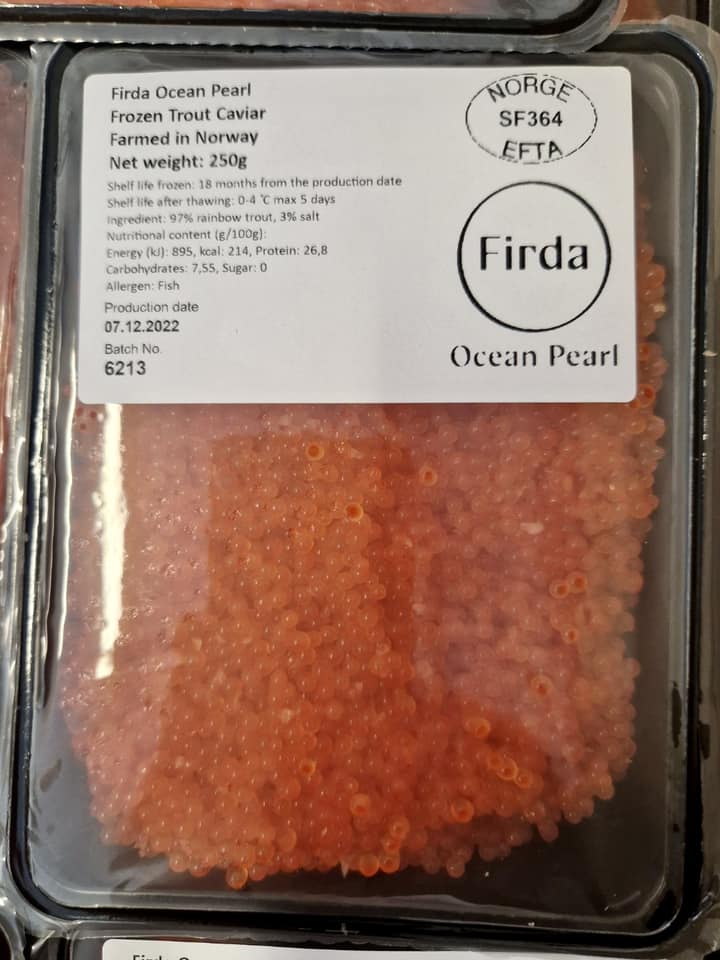 Firda Ocean Pearl
Frozen Trout Caviar
Farmed in Norway
Net weight: 250g
Shelf life frozen: 18 months from the production date
Shelf life after thawing: 0-4 °C max 5 days
Ingredient: 97% rainbow trout, 3% salt
Nutritional content (g/100g):
Energy (kJ): 895, kcal: 214, Protein: 26,8
Carbohydrates: 7,55, Sugar: 0
Allergen: Fish
Production date
07.12.2022
Batch No.
6213
NORGE
SF364
EFTA
Firda
Ocean Pearl